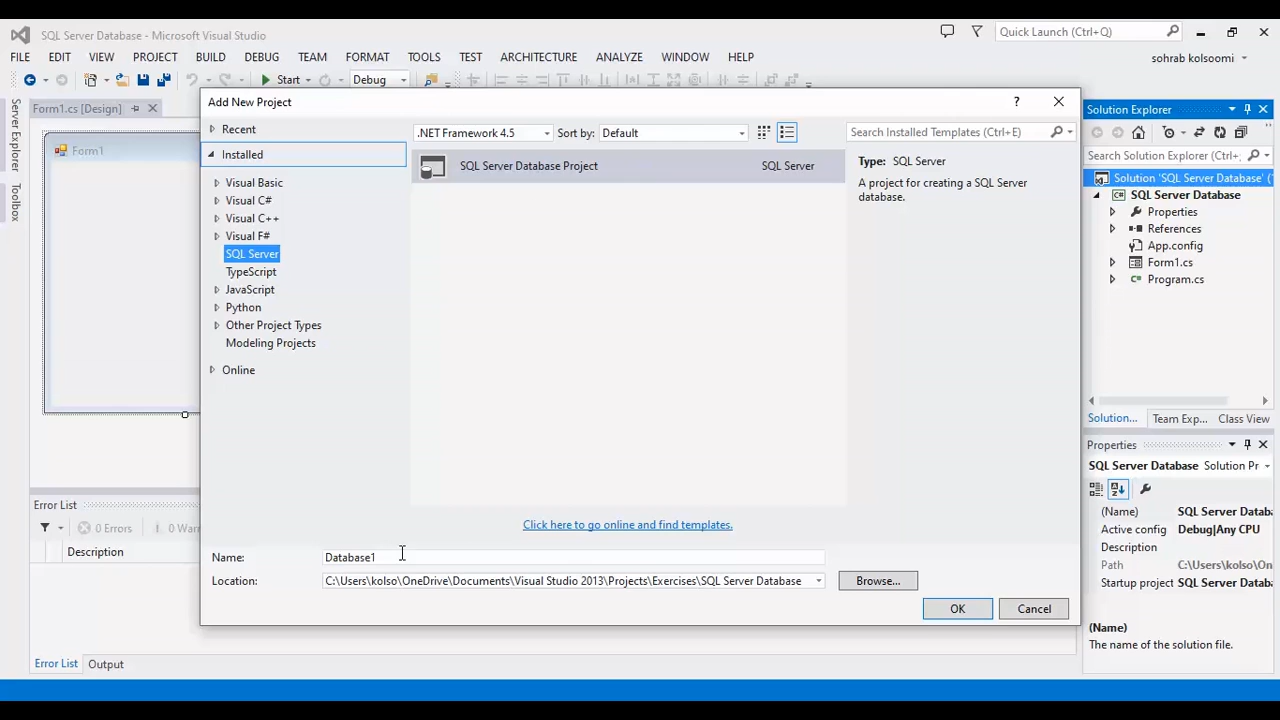 SQL Server Database - Microsoft Visual Studio
Quick Launch (Ctrl+Q)
FILE EDIT VIEW PROJECT BUILD DEBUG TEAM FORMAT TOOLS TEST ARCHITECTURE ANALYZE WINDOW HELP
sohrab kolsoomi
Start Debug
Server Explorer
Toolbox
Form1.cs [Design]
Form1
Add New Project
?
Recent
Installed
Visual Basic
Visual C#
Visual C++
Visual F#
SQL Server
TypeScript
JavaScript
Python
Other Project Types
Modeling Projects
Online
.NET Framework 4.5 Sort by: Default
Search Installed Templates (Ctrl+E)
SQL Server Database Project SQL Server
Type: SQL Server
A project for creating a SQL Server
database.
Click here to go online and find templates.
Name: Database1
Location: C:\Users\kolso\OneDrive\Documents\Visual Studio 2013\Projects\Exercises\SQL Server Database
Browse...
OK Cancel
Solution Explorer
Search Solution Explorer (Ctrl+;)
Solution 'SQL Server Database' (
C# SQL Server Database
Properties
References
App.config
Form1.cs
C# Program.cs
Solution... Team Exp... Class View
Properties
SQL Server Database Solution Pr
(Name) SQL Server Datab
Active config Debug|Any CPU
Description
Path C:\Users\kolso\On
Startup project SQL Server Datab
(Name)
The name of the solution file.
Error List
0 Errors 0 Warn
Description
Error List Output